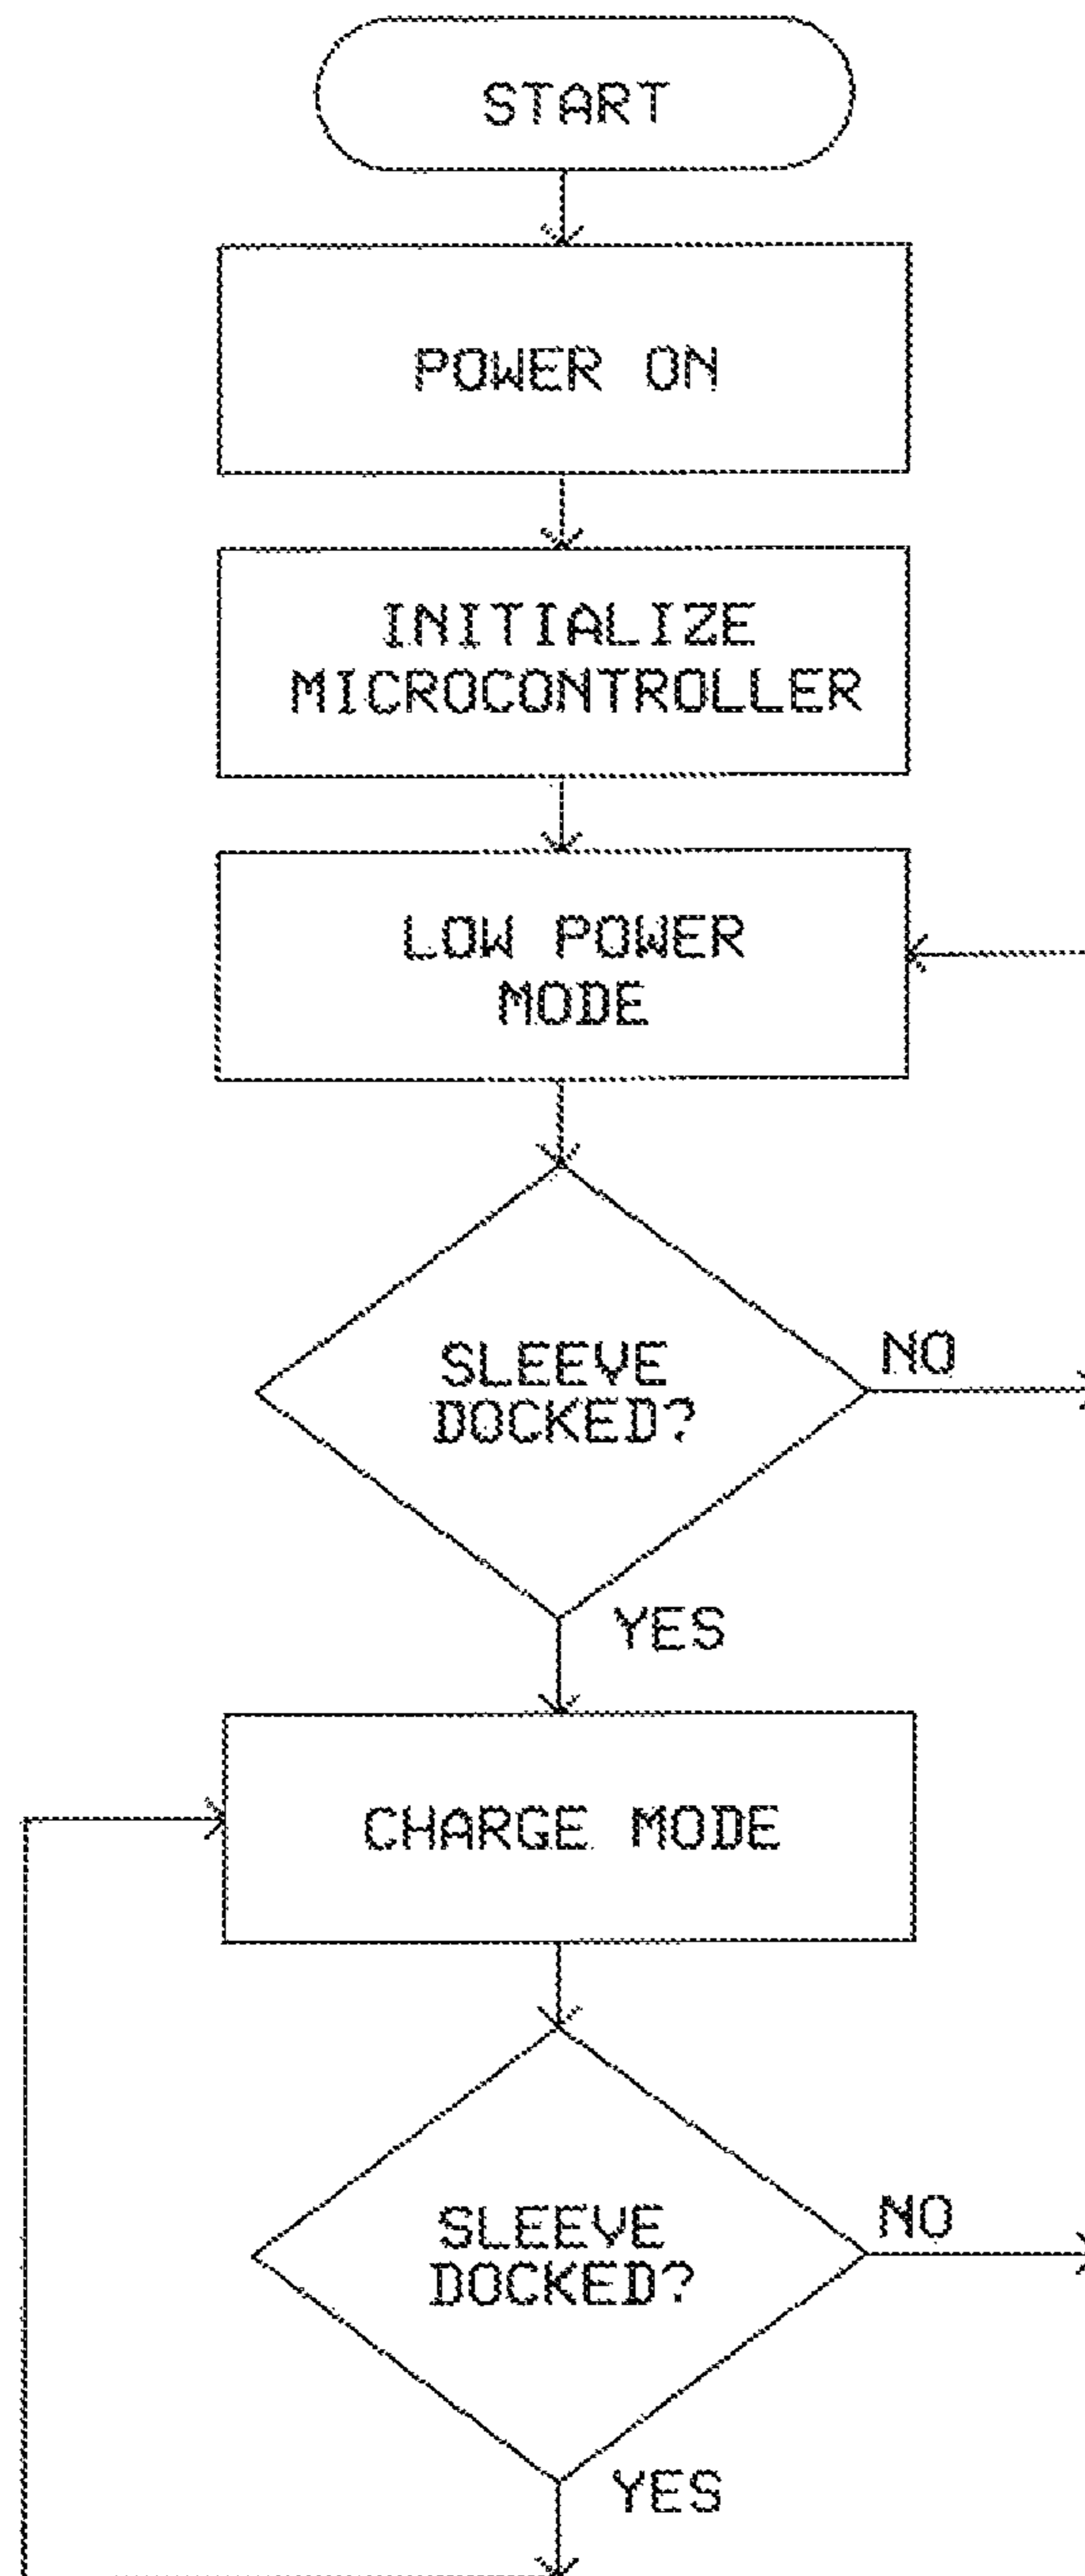 START
POWER ON
INITIALIZE
MICROCONTROLLER
LOW POWER
MODE
SLEEVE
DOCKED?
NO
YES
CHARGE MODE
SLEEVE
DOCKED?
NO
YES